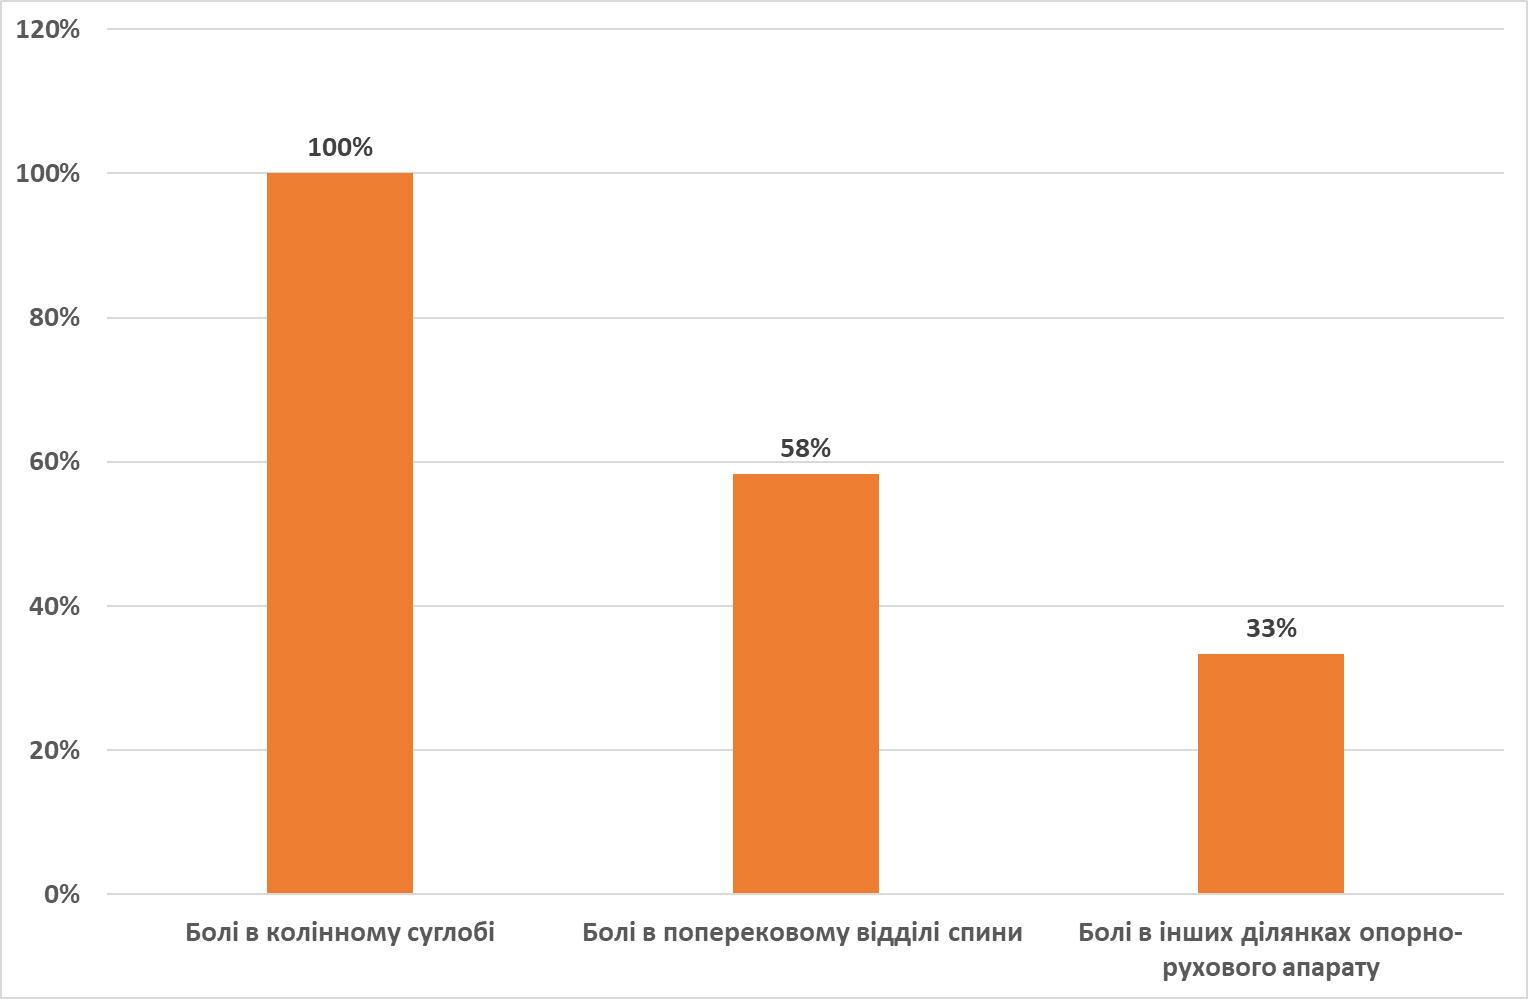 120%
100%
100%
80%
58%
60%
40%
33%
20%
0%
Болі в колінному суглобі
Болі в поперековому відділі спини
Болі в інших ділянках опорно-
рухового апарату